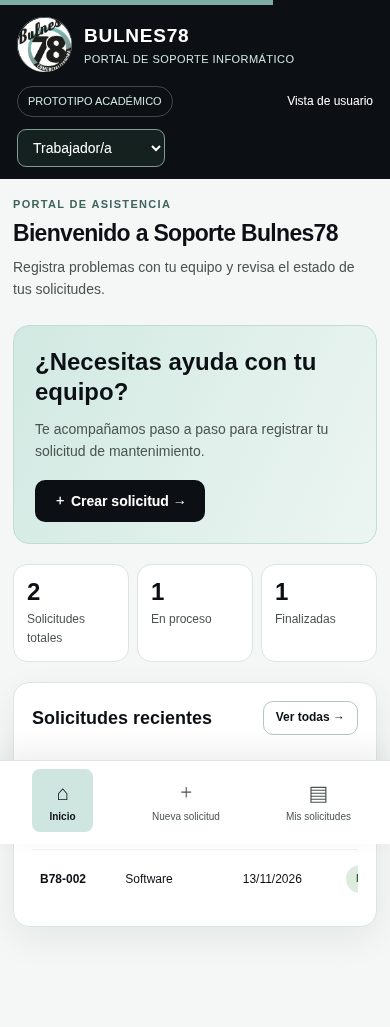 Bulnes
78
BULNES78
PORTAL DE SOPORTE INFORMÁTICO
PROTOTIPO ACADÉMICO
Vista de usuario
Trabajador/a
PORTAL DE ASISTENCIA
Bienvenido a Soporte Bulnes78
Registra problemas con tu equipo y revisa el estado de
tus solicitudes.
¿Necesitas ayuda con tu
equipo?
Te acompañamos paso a paso para registrar tu
solicitud de mantenimiento.
+ Crear solicitud →
2
Solicitudes
totales
1
En proceso
1
Finalizadas
Solicitudes recientes
Ver todas →
Inicio
+
Nueva solicitud
Mis solicitudes
B78-002
Software
13/11/2026